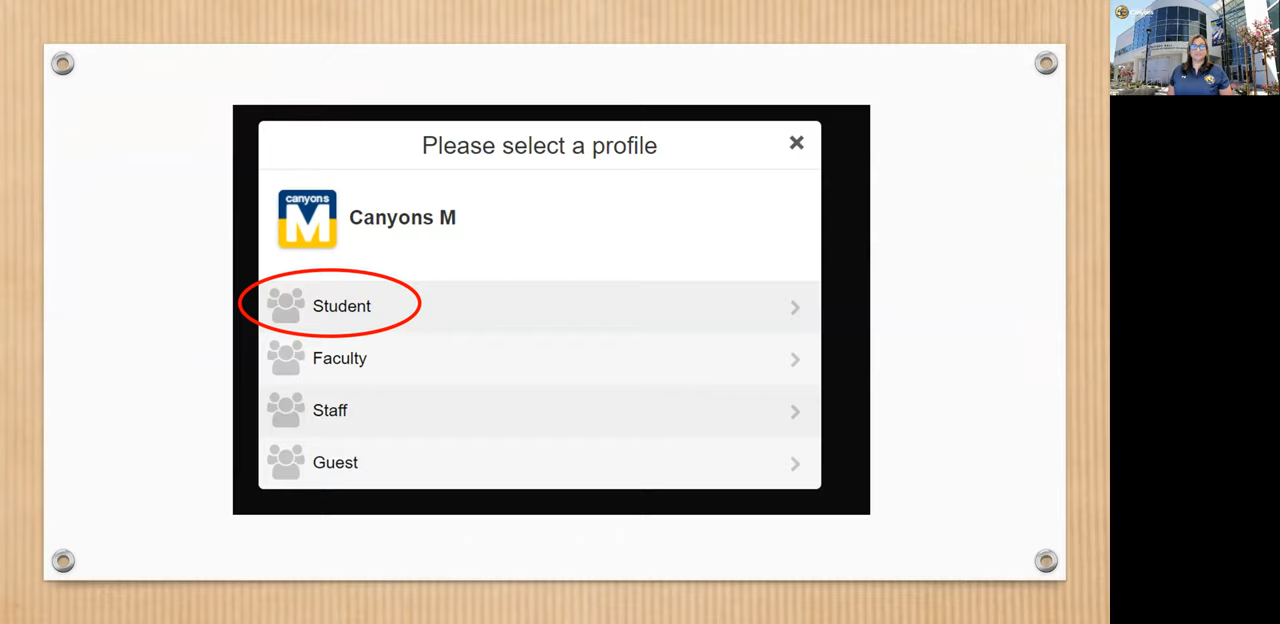 Please select a profile
canyons
M
Canyons M
Student
Faculty
Staff
Guest